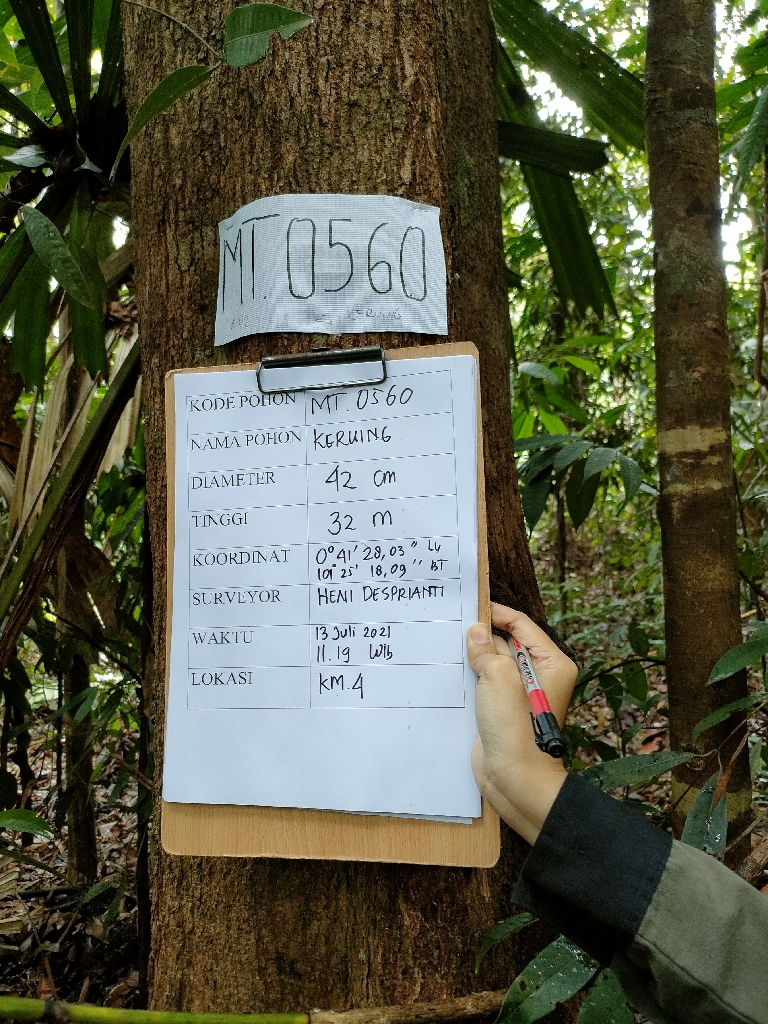 MT. 0560
KERUING
KODE POHON MT. 0560
NAMA POHON KERUING
DIAMETER 42 cm
TINGGI 32 m
KOORDINAT 0° 41' 28,03" LU
109° 25' 18,09" BT
SURVEYOR HENI DESPRIANTI
WAKTU 13 Juli 2021
11.19 WIb
LOKASI KM.4